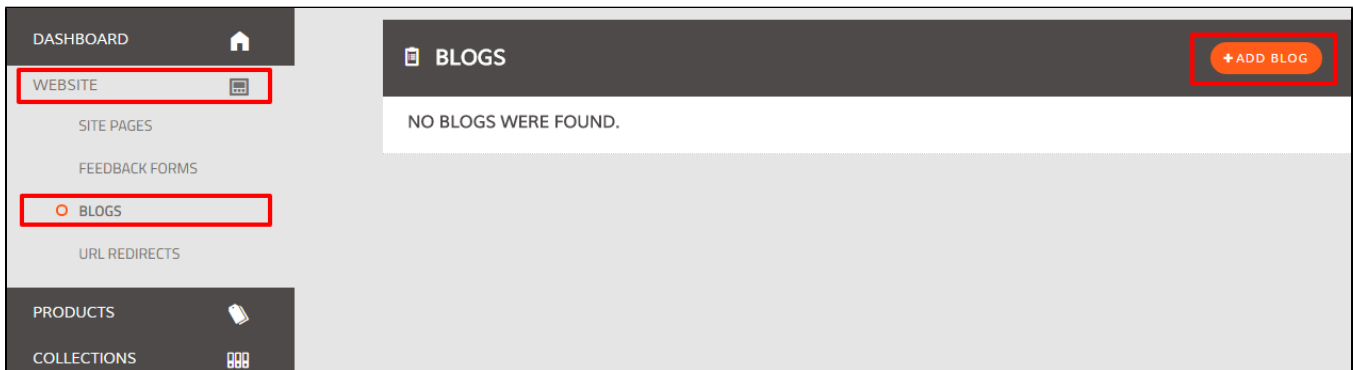 DASHBOARD
WEBSITE
SITE PAGES
FEEDBACK FORMS
BLOGS
URL REDIRECTS
PRODUCTS
COLLECTIONS
BLOGS
+ADD BLOG
NO BLOGS WERE FOUND.